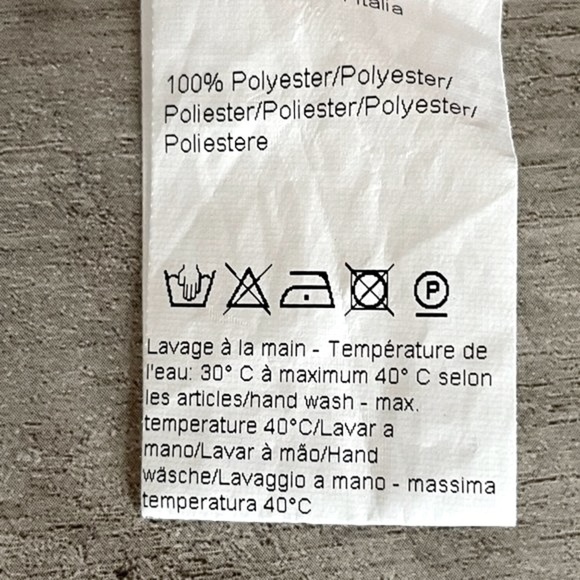 Italia
100% Polyester/Polyester/
Poliester/Poliester/Polyester/
Poliestere
P
Lavage à la main - Température de
l'eau: 30° C à maximum 40° C selon
les articles/hand wash - max.
temperature 40°C/Lavar a
mano/Lavar à mão/Hand
wäsche/Lavaggio a mano - massima
temperatura 40°C